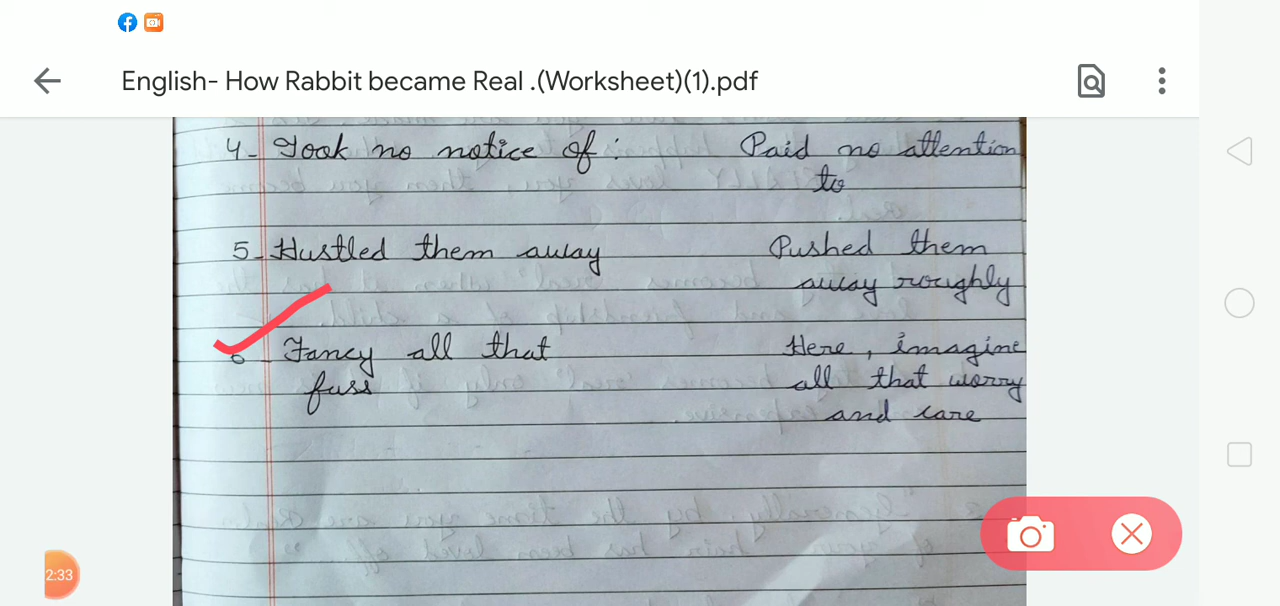 English- How Rabbit became Real .(Worksheet)(1).pdf
4- Took no notice of : Paid no attention
to
5- Hustled them away Pushed them
away roughly
6- Fancy all that Here, imagine
fuss all that worry
and care
2:33